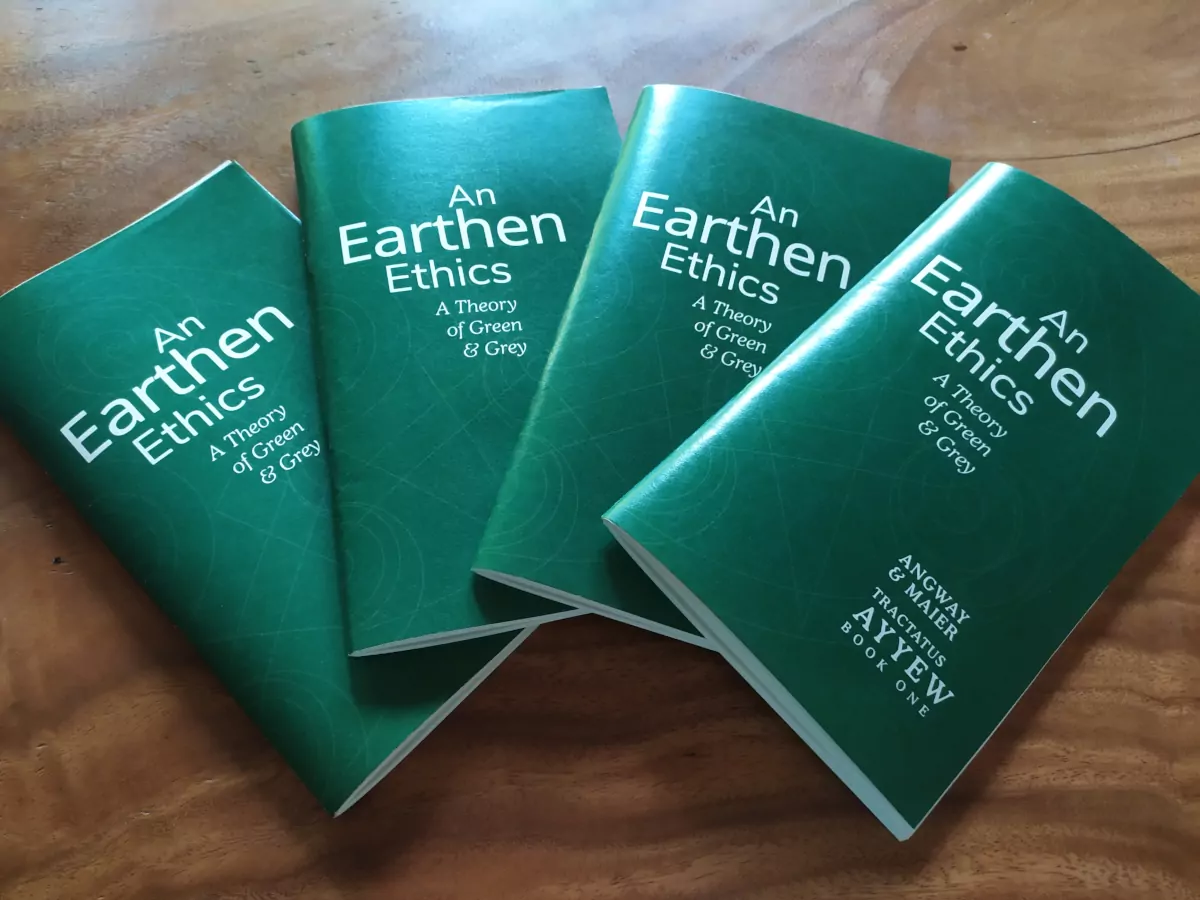 An
Earthen
Ethics
A Theory
of Green
& Grey
An
Earthen
Ethics
A Theory
of Green
& Grey
An
Earthen
Ethics
A Theory
of Green
& Grey
An
Earthen
Ethics
A Theory
of Green
& Grey
ANGWAY
& MAIER
TRACTATUS
AYYEW
BOOK ONE